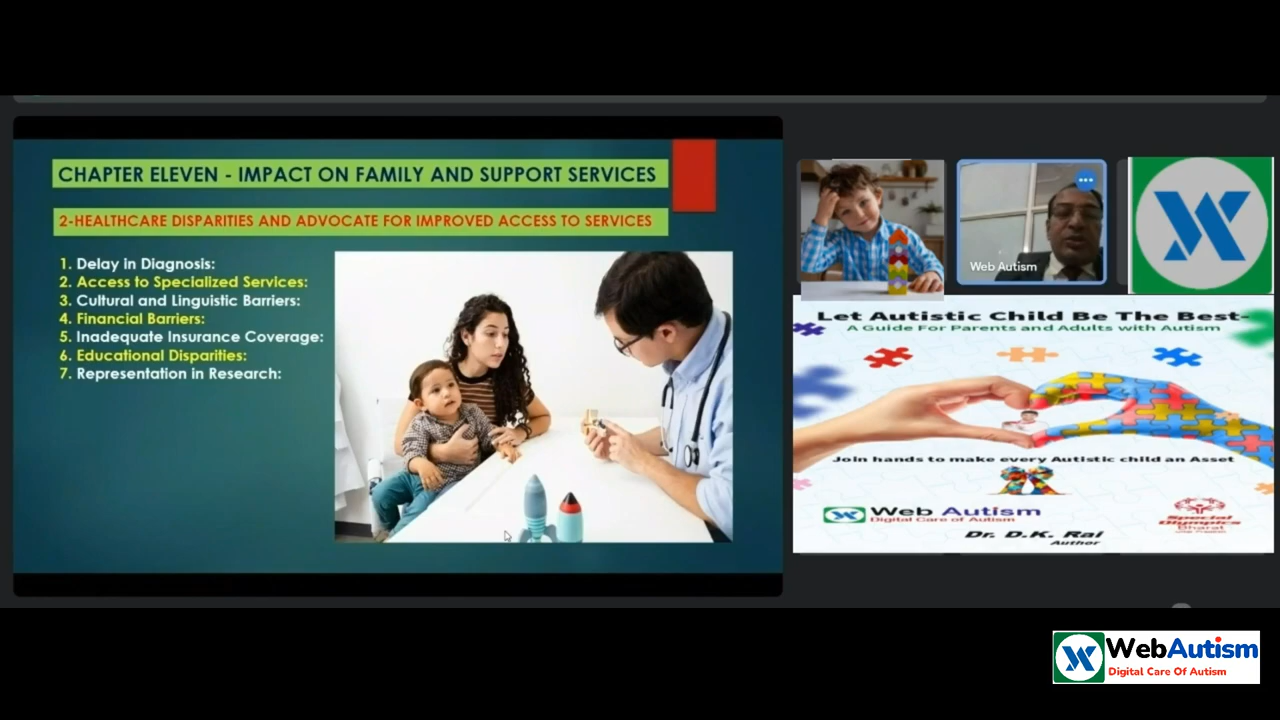 CHAPTER ELEVEN - IMPACT ON FAMILY AND SUPPORT SERVICES
2-HEALTHCARE DISPARITIES AND ADVOCATE FOR IMPROVED ACCESS TO SERVICES
1. Delay in Diagnosis:
2. Access to Specialized Services:
3. Cultural and Linguistic Barriers:
4. Financial Barriers:
5. Inadequate Insurance Coverage:
6. Educational Disparities:
7. Representation in Research:
Web Autism
Let Autistic Child Be The Best-
A Guide For Parents and Adults with Autism
Join hands to make every Autistic child an Asset
Web Autism
Digital Care of Autism
Special
Olympics
Bharat
Dr. D.K. Rai
Author
WebAutism
Digital Care Of Autism